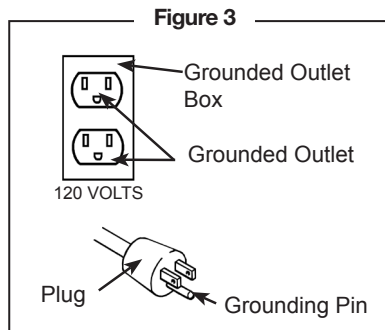 Figure 3
Grounded Outlet
Box
Grounded Outlet
120 VOLTS
Plug
Grounding Pin